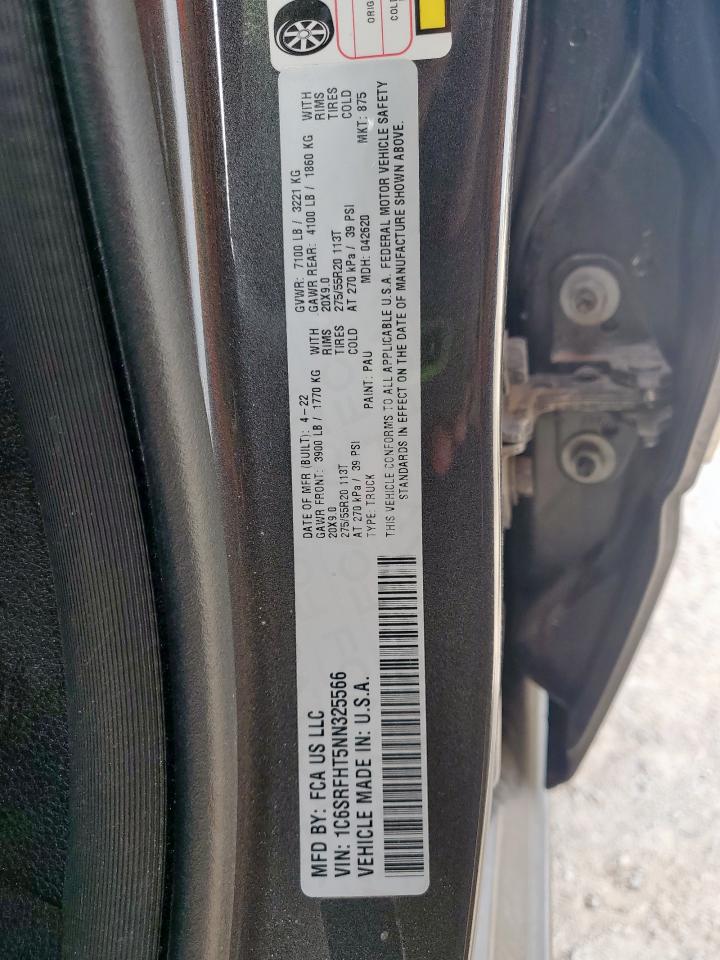 ORIG
COLD
MFD BY: FCA US LLC
VIN: 1C6SRFHT5NN325566
VEHICLE MADE IN: U.S.A.
DATE OF MFR (BUILT): 4-22
GVWR: 7100 LB / 3221 KG
GAWR FRONT: 3900 LB / 1770 KG WITH
20X9.0 RIMS
275/55R20 113T TIRES
AT 270 kPa / 39 PSI COLD
GAWR REAR: 4100 LB / 1860 KG WITH
20X9.0 RIMS
275/55R20 113T TIRES
AT 270 kPa / 39 PSI COLD
TYPE: TRUCK PAINT: PAU MDH: 042620 MKT: 875
THIS VEHICLE CONFORMS TO ALL APPLICABLE U.S.A. FEDERAL MOTOR VEHICLE SAFETY
STANDARDS IN EFFECT ON THE DATE OF MANUFACTURE SHOWN ABOVE.